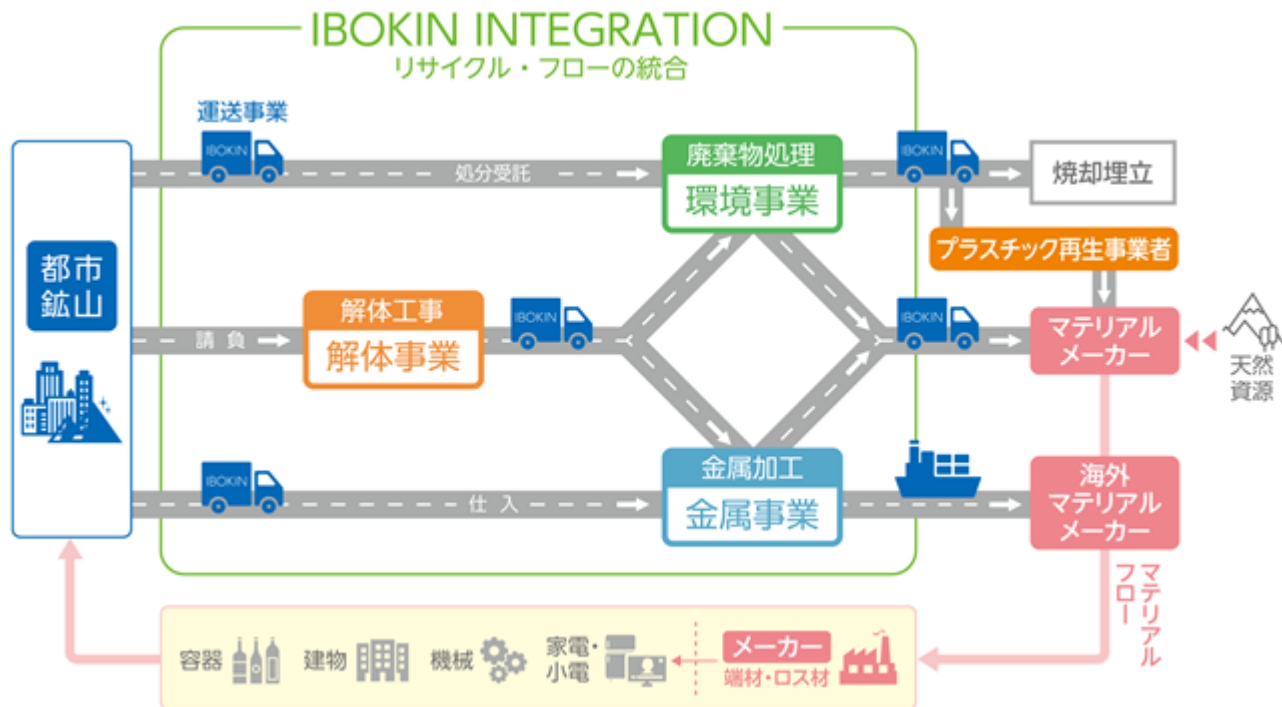 IBOKIN INTEGRATION
リサイクル・フローの統合
運送事業
IBOKIN
処分受託
廃棄物処理
環境事業
IBOKIN
焼却埋立
プラスチック再生事業者
都市
鉱山
請負
解体工事
解体事業
IBOKIN
IBOKIN
マテリアル
メーカー
天然
資源
IBOKIN
仕入
金属加工
金属事業
海外
マテリアル
メーカー
マテリアル
フロー
容器
建物
機械
家電・
小電
メーカー
端材・ロス材